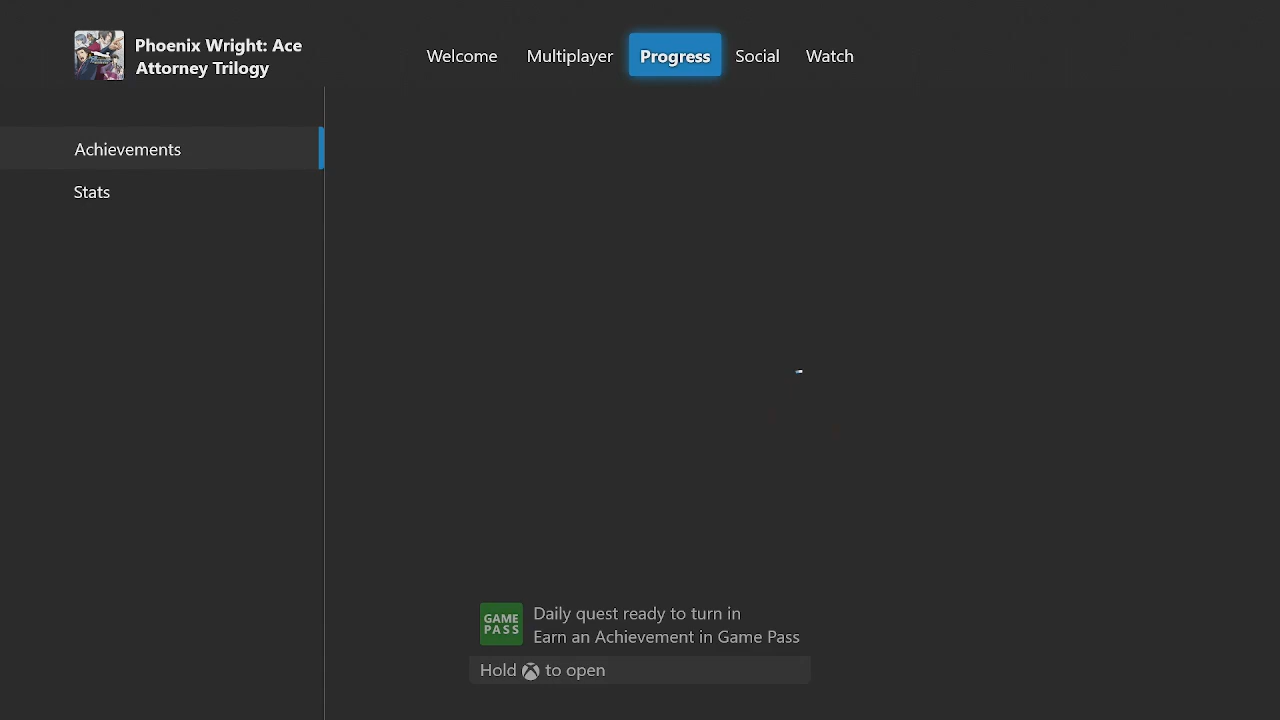 Phoenix Wright: Ace
Attorney Trilogy
Welcome
Multiplayer
Progress
Social
Watch
Achievements
Stats
GAME
PASS
Daily quest ready to turn in
Earn an Achievement in Game Pass
Hold to open